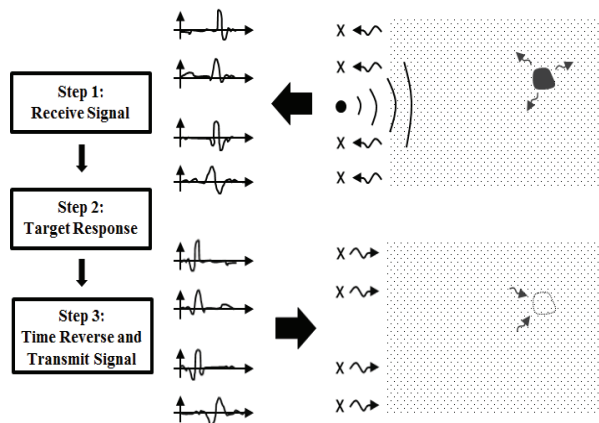 Step 1:
Receive Signal
Step 2:
Target Response
Step 3:
Time Reverse and
Transmit Signal
X
X
X
X
X
X
X
X